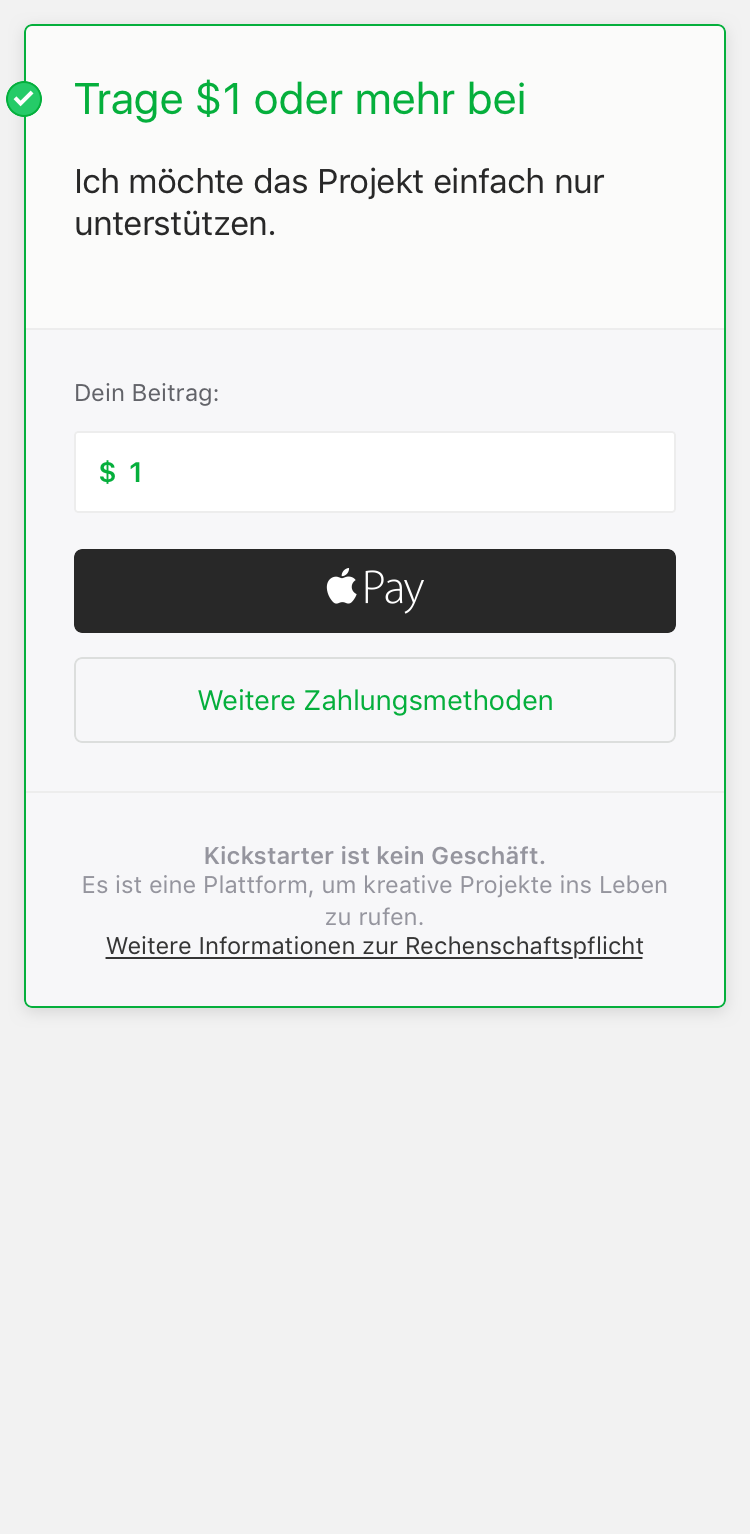 Trage $1 oder mehr bei
Ich möchte das Projekt einfach nur
unterstützen.
Dein Beitrag:
$ 1
Pay
Weitere Zahlungsmethoden
Kickstarter ist kein Geschäft.
Es ist eine Plattform, um kreative Projekte ins Leben
zu rufen.
Weitere Informationen zur Rechenschaftspflicht